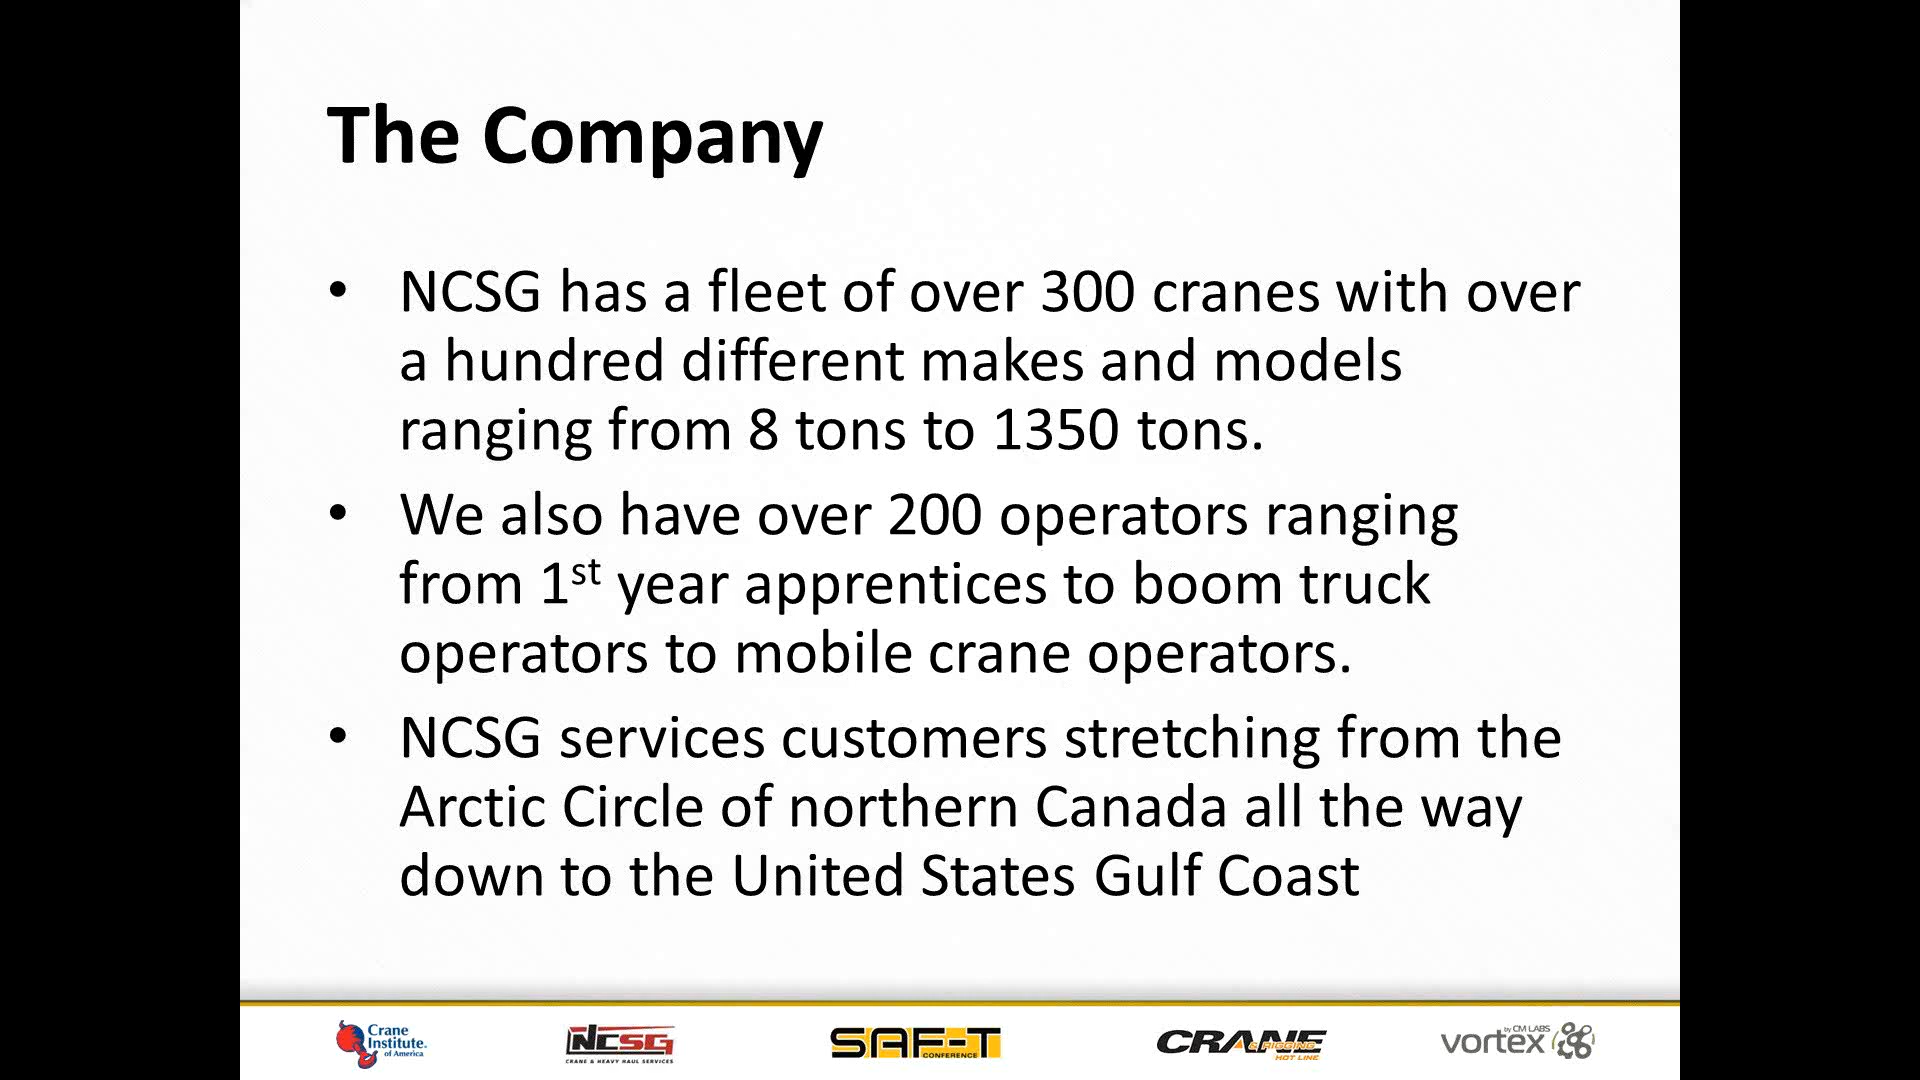 The Company
• NCSG has a fleet of over 300 cranes with over
a hundred different makes and models
ranging from 8 tons to 1350 tons.
• We also have over 200 operators ranging
from 1st year apprentices to boom truck
operators to mobile crane operators.
• NCSG services customers stretching from the
Arctic Circle of northern Canada all the way
down to the United States Gulf Coast
Crane
Institute.
of America
NCSG
CRANE & HEAVY HAUL SERVICES
SAF-T
CONFERENCE
CRANE
& RIGGING
HOT LINE
by CM LABS
vortex